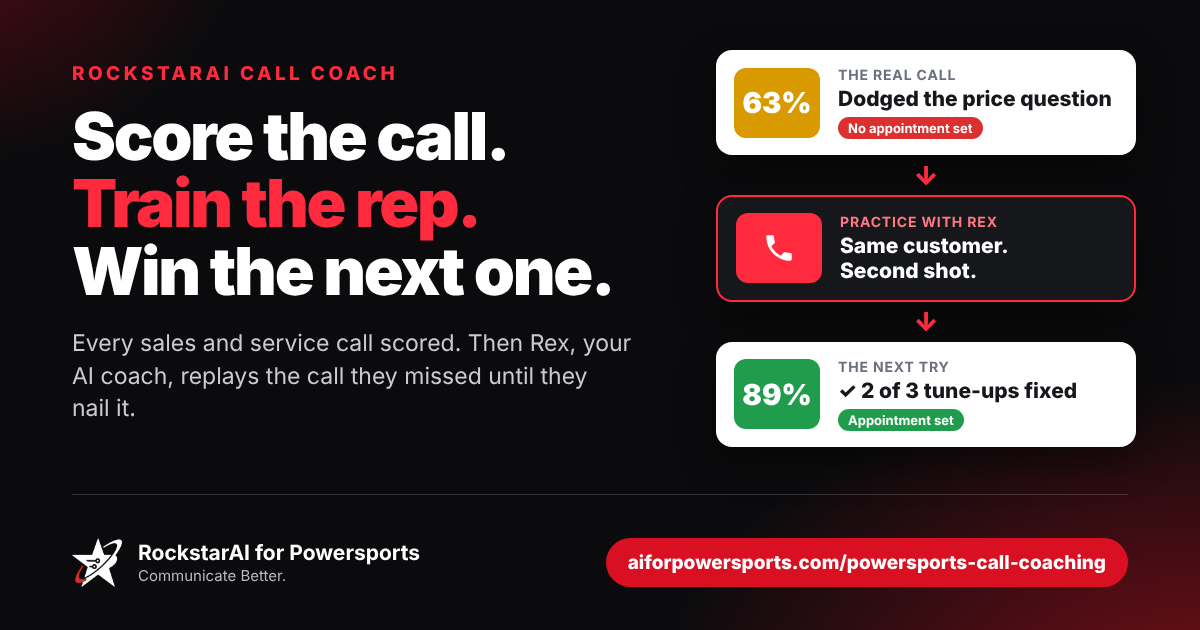 ROCKSTARAI CALL COACH
Score the call.
Train the rep.
Win the next one.
Every sales and service call scored. Then Rex, your
AI coach, replays the call they missed until they
nail it.
63%
THE REAL CALL
Dodged the price question
No appointment set
PRACTICE WITH REX
Same customer.
Second shot.
89%
THE NEXT TRY
✓ 2 of 3 tune-ups fixed
Appointment set
RockstarAI for Powersports
Communicate Better.
aiforpowersports.com/powersports-call-coaching